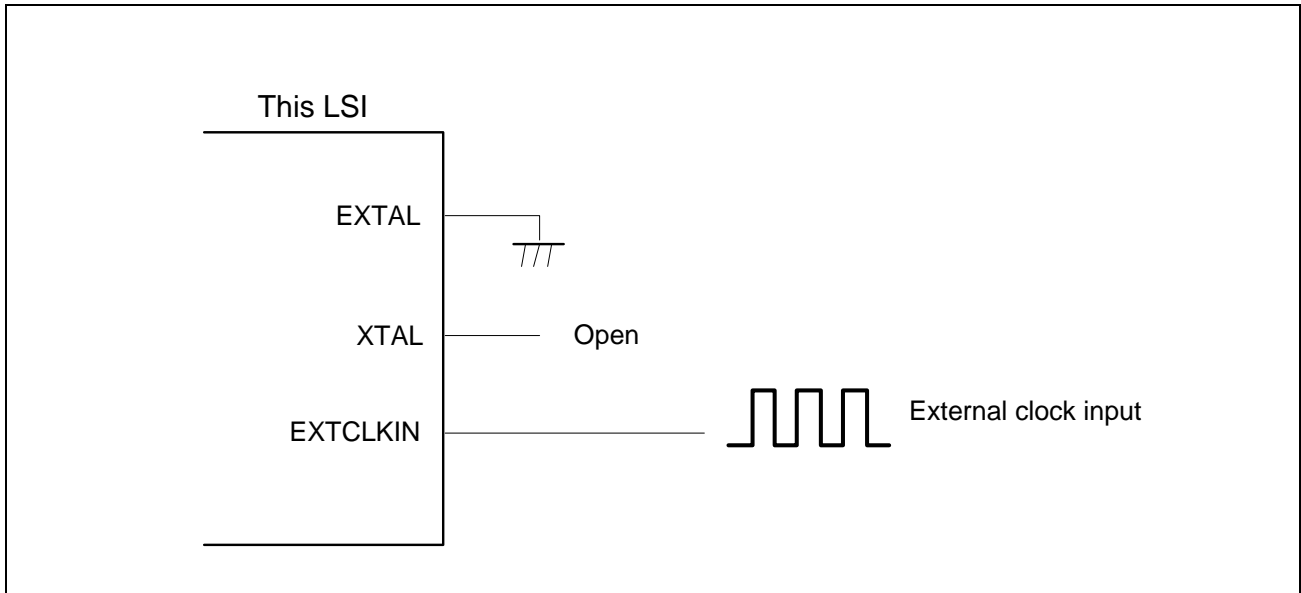 This LSI
EXTAL
XTAL
Open
EXTCLKIN
External clock input